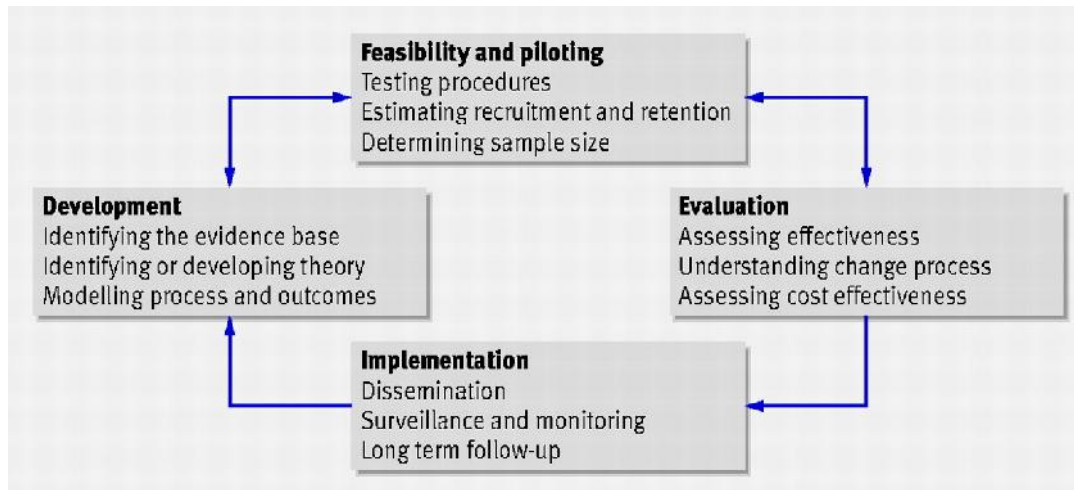 Feasibility and piloting
Testing procedures
Estimating recruitment and retention
Determining sample size
Development
Identifying the evidence base
Identifying or developing theory
Modelling process and outcomes
Evaluation
Assessing effectiveness
Understanding change process
Assessing cost effectiveness
Implementation
Dissemination
Surveillance and monitoring
Long term follow-up